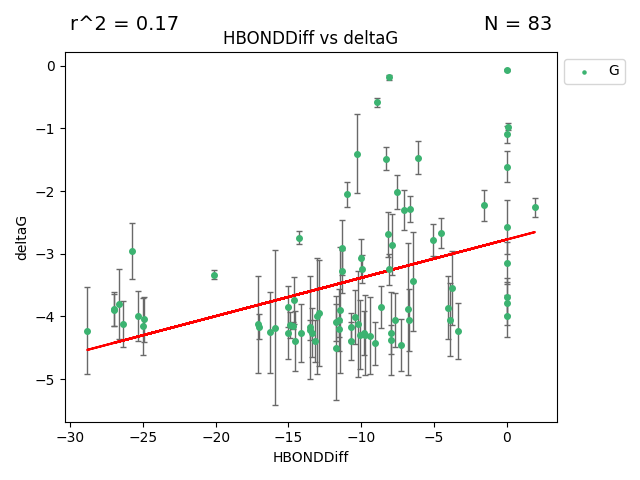 r^2 = 0.17
N = 83
HBONDDiff vs deltaG
G
deltaG
0
−1
−2
−3
−4
−5
−30
−25
−20
−15
−10
−5
0
HBONDDiff